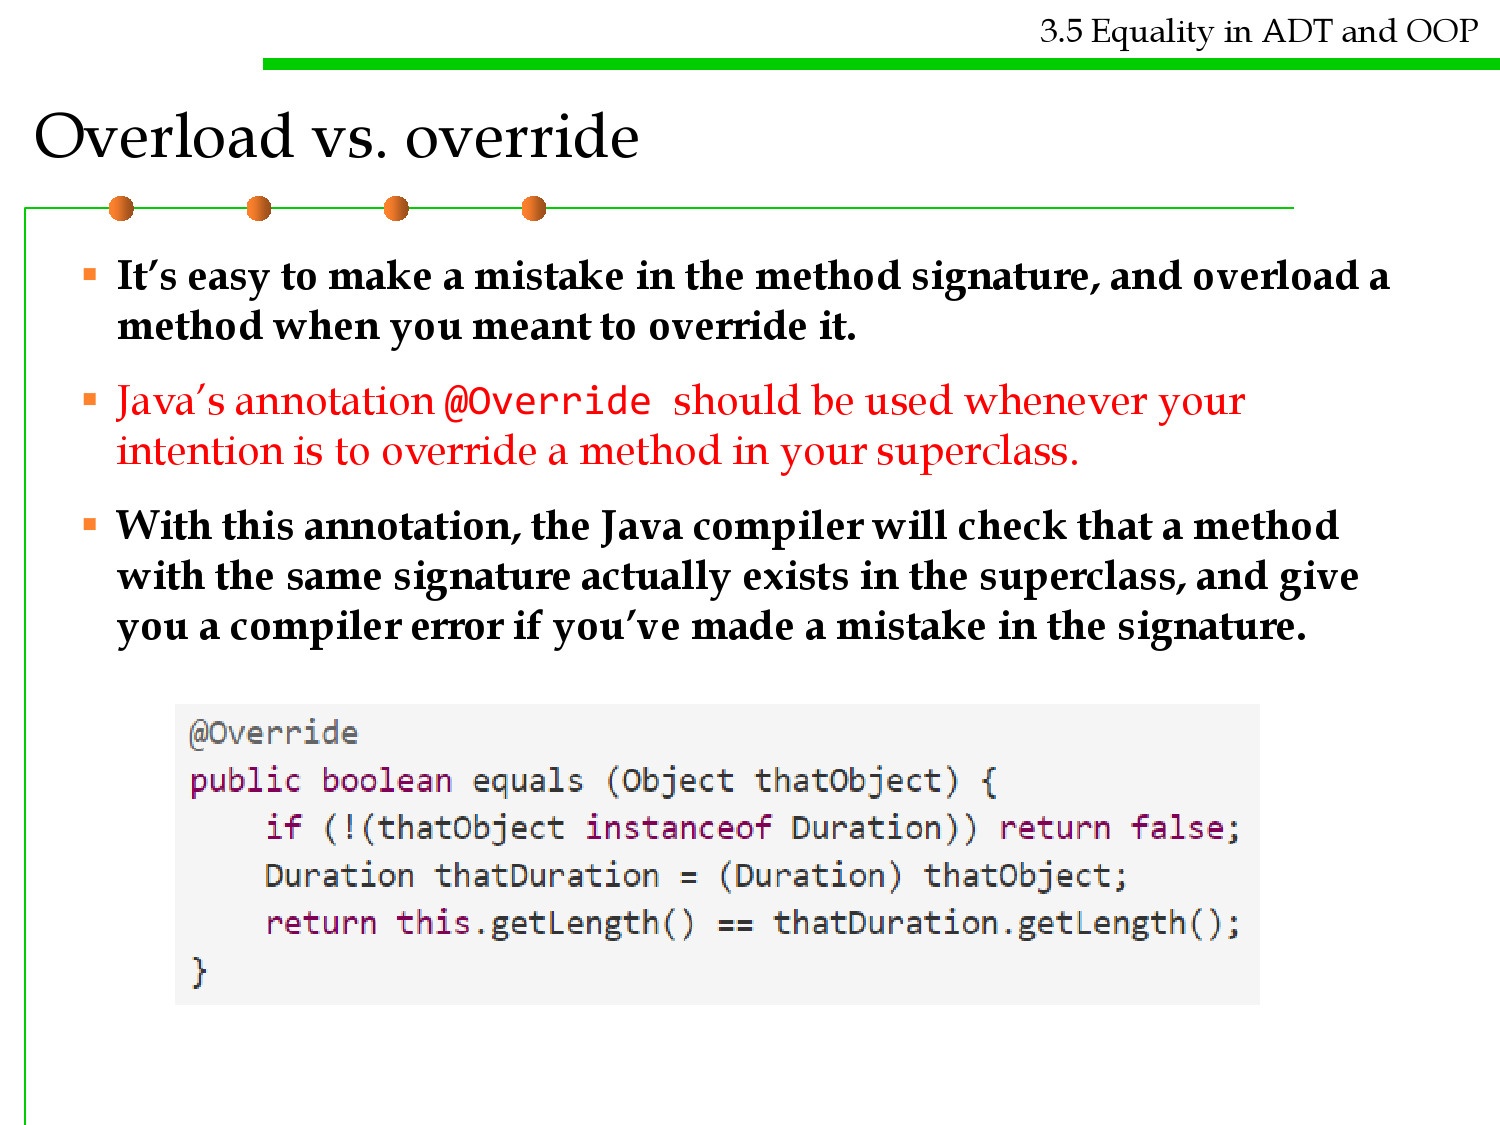 3.5 Equality in ADT and OOP
Overload vs. override
▪ It’s easy to make a mistake in the method signature, and overload a
method when you meant to override it.
▪ Java’s annotation @Override should be used whenever your
intention is to override a method in your superclass.
▪ With this annotation, the Java compiler will check that a method
with the same signature actually exists in the superclass, and give
you a compiler error if you’ve made a mistake in the signature.
@Override
public boolean equals (Object thatObject) {
    if (!(thatObject instanceof Duration)) return false;
    Duration thatDuration = (Duration) thatObject;
    return this.getLength() == thatDuration.getLength();
}